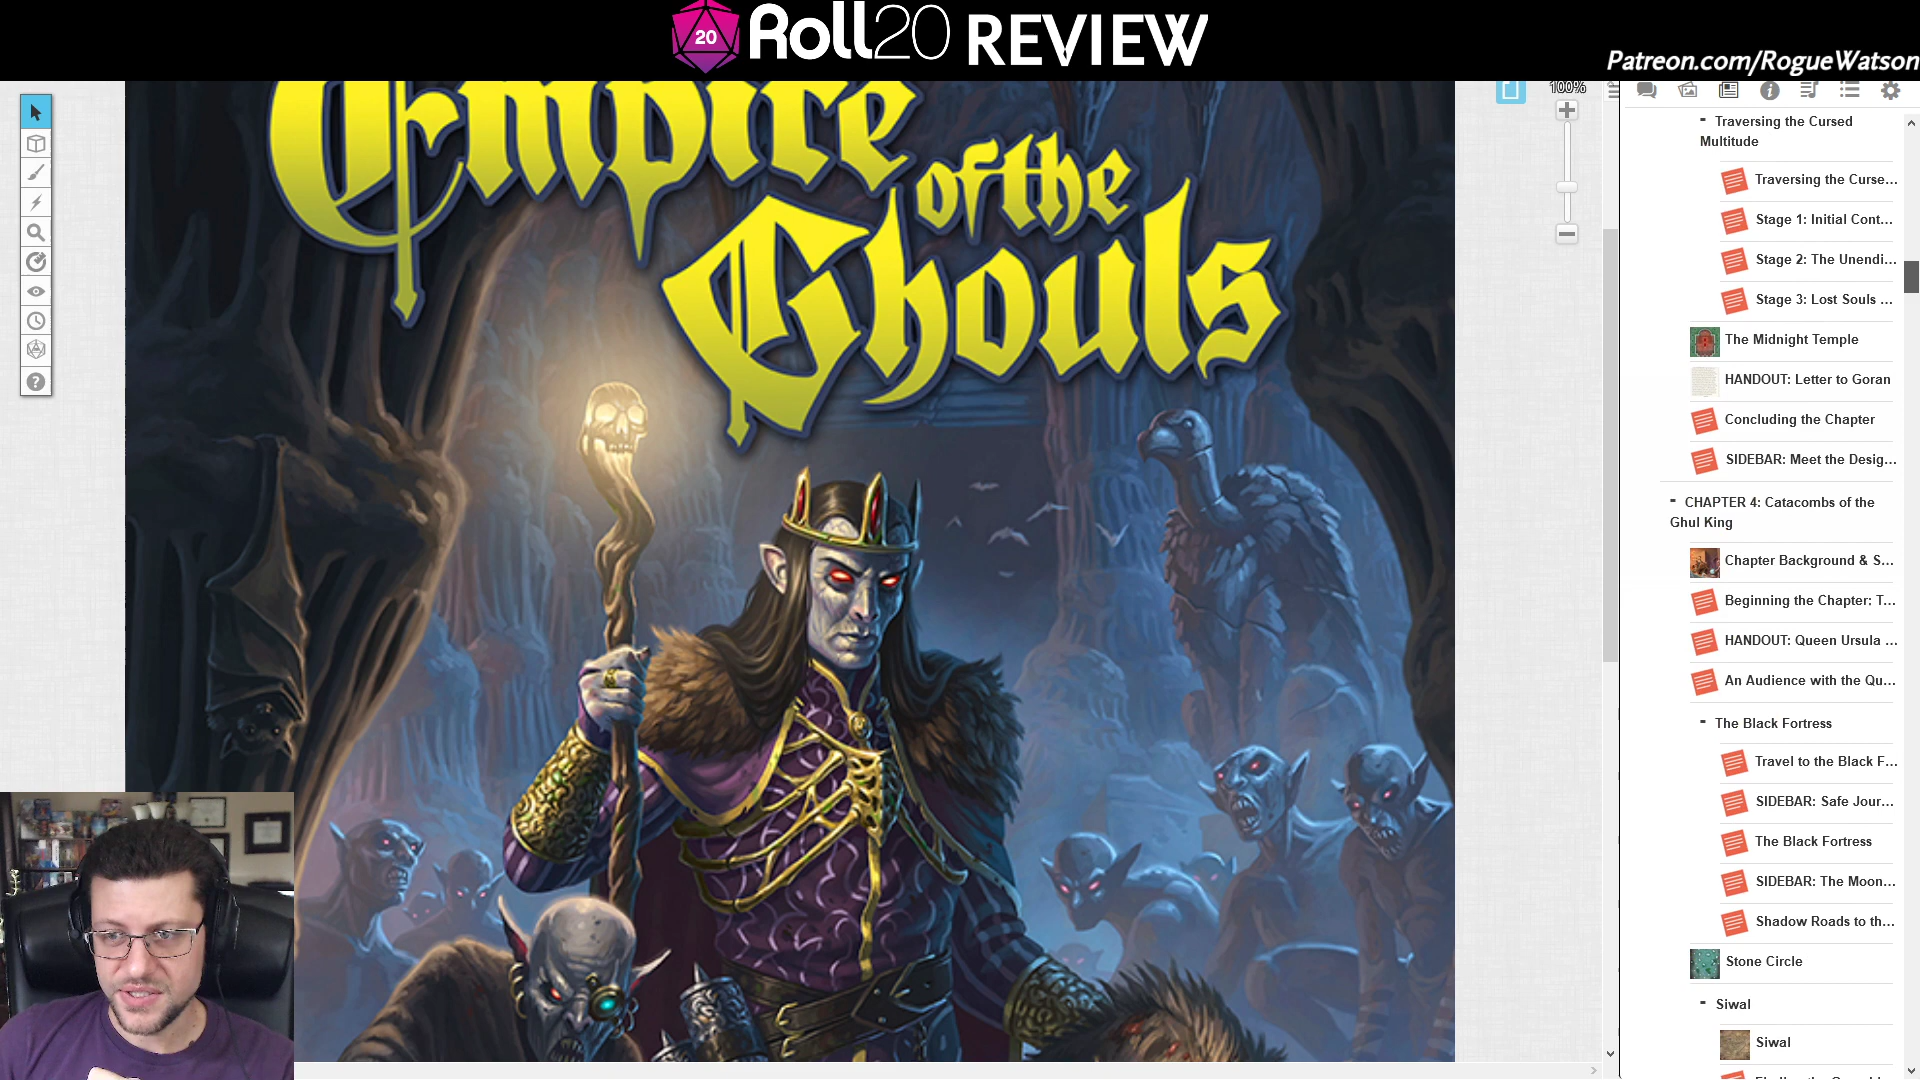 20 Roll20 REVIEW
Patreon.com/RogueWatson
Empire
of the
Ghouls
100%
- Traversing the Cursed
Multitude
Traversing the Curse...
Stage 1: Initial Cont...
Stage 2: The Unendi...
Stage 3: Lost Souls ...
The Midnight Temple
HANDOUT: Letter to Goran
Concluding the Chapter
SIDEBAR: Meet the Desig...
- CHAPTER 4: Catacombs of the
Ghul King
Chapter Background & S...
Beginning the Chapter: T...
HANDOUT: Queen Ursula ...
An Audience with the Qu...
- The Black Fortress
Travel to the Black F...
SIDEBAR: Safe Jour...
The Black Fortress
SIDEBAR: The Moon...
Shadow Roads to th...
Stone Circle
- Siwal
Siwal